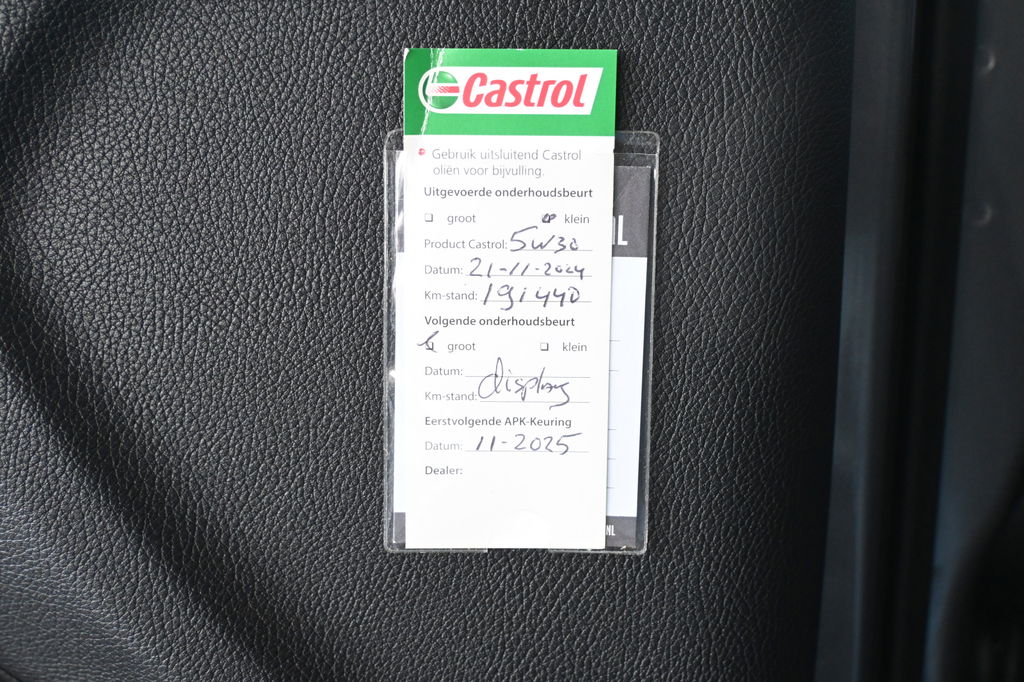 Castrol
Gebruik uitsluitend Castrol
oliën voor bijvulling.
Uitgevoerde onderhoudsbeurt
groot klein
Product Castrol: 5W30
Datum: 21-11-2024
Km-stand: 191440
Volgende onderhoudsbeurt
groot klein
Datum:
Km-stand: display
Eerstvolgende APK-Keuring
Datum: 11-2025
Dealer:
NL